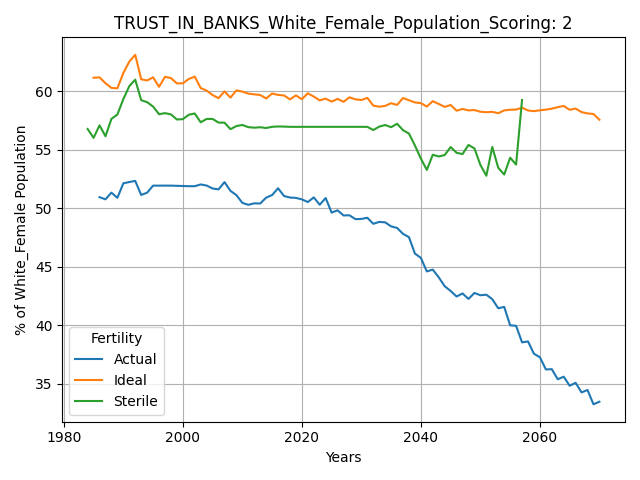 TRUST_IN_BANKS_White_Female_Population_Scoring: 2
% of White_Female Population
60
55
50
45
40
35
Fertility
Actual
Ideal
Sterile
1980
2000
2020
2040
2060
Years